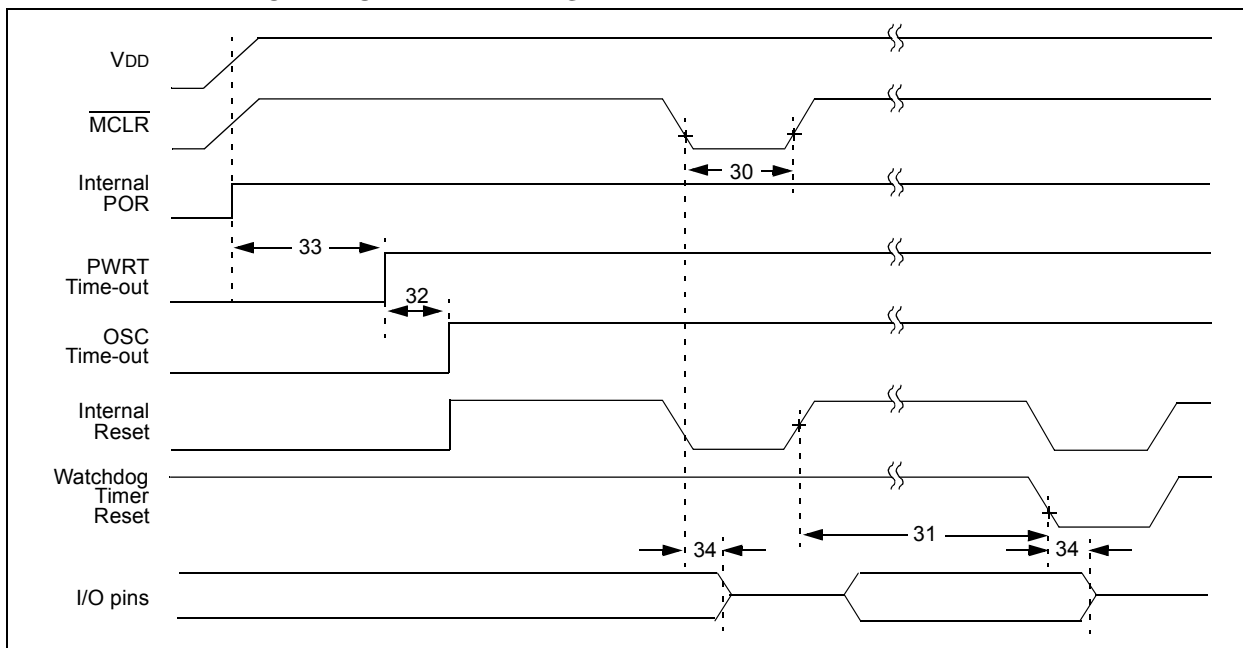 VDD
MCLR
30
Internal
POR
33
PWRT
Time-out
32
OSC
Time-out
Internal
Reset
Watchdog
Timer
Reset
31
34
34
I/O pins